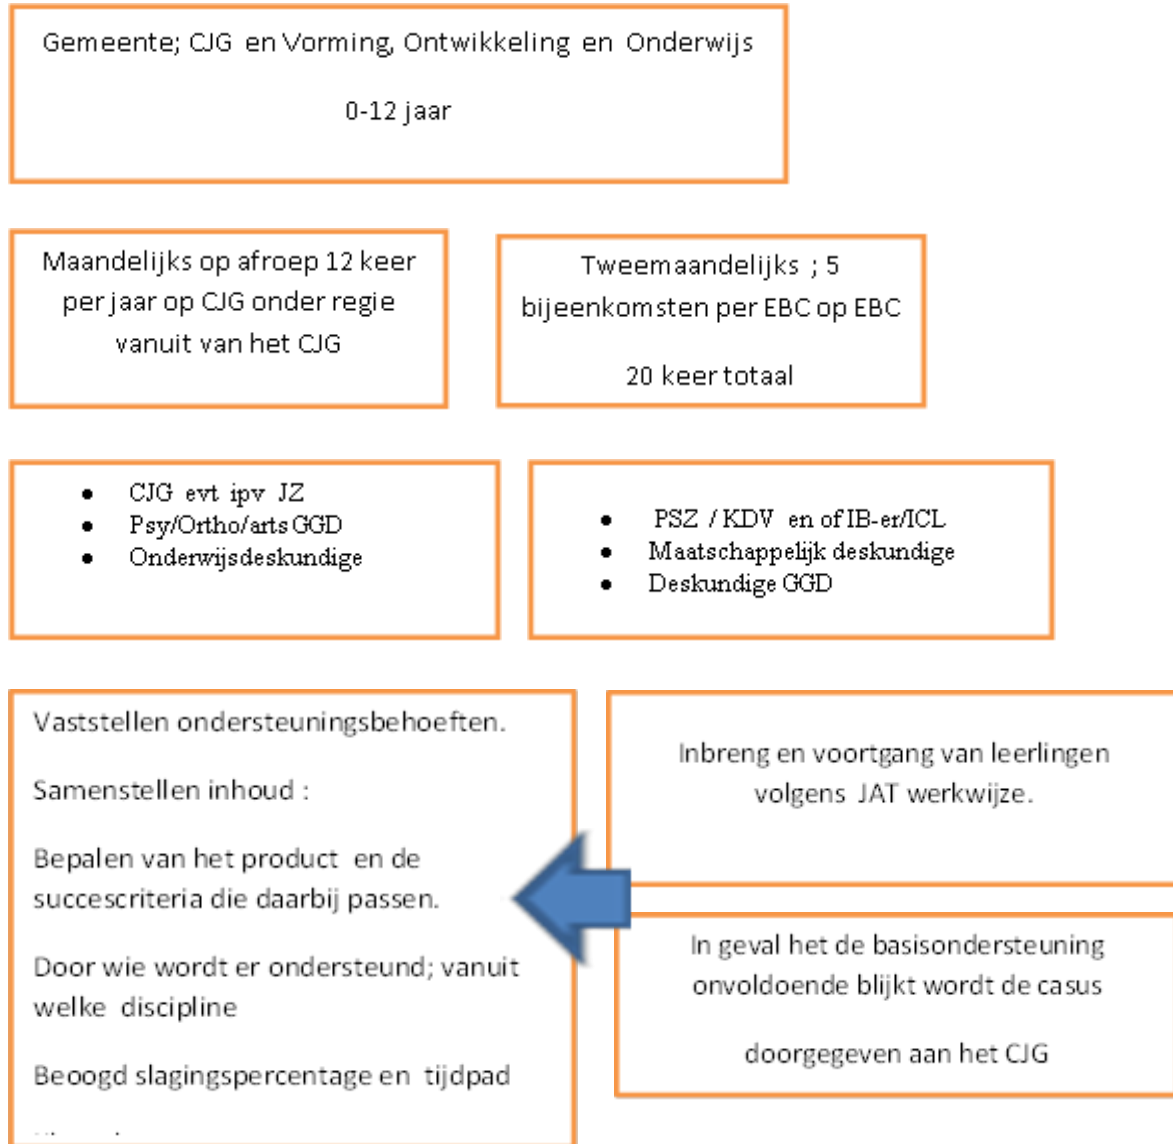 Gemeente; CJG en Vorming, Ontwikkeling en Onderwijs
0-12 jaar
Maandelijks op afroep 12 keer
per jaar op CJG onder regie
vanuit van het CJG
Tweemaandelijks ; 5
bijeenkomsten per EBC op EBC
20 keer totaal
• CJG evt ipv JZ
• Psy/Ortho/arts GGD
• Onderwijsdeskundige
• PSZ / KDV en of IB-er/ICL
• Maatschappelijk deskundige
• Deskundige GGD
Vaststellen ondersteuningsbehoeften.
Samenstellen inhoud :
Bepalen van het product en de
succescriteria die daarbij passen.
Door wie wordt er ondersteund; vanuit
welke discipline
Beoogd slagingspercentage en tijdpad
Inbreng en voortgang van leerlingen
volgens JAT werkwijze.
In geval het de basisondersteuning
onvoldoende blijkt wordt de casus
doorgegeven aan het CJG